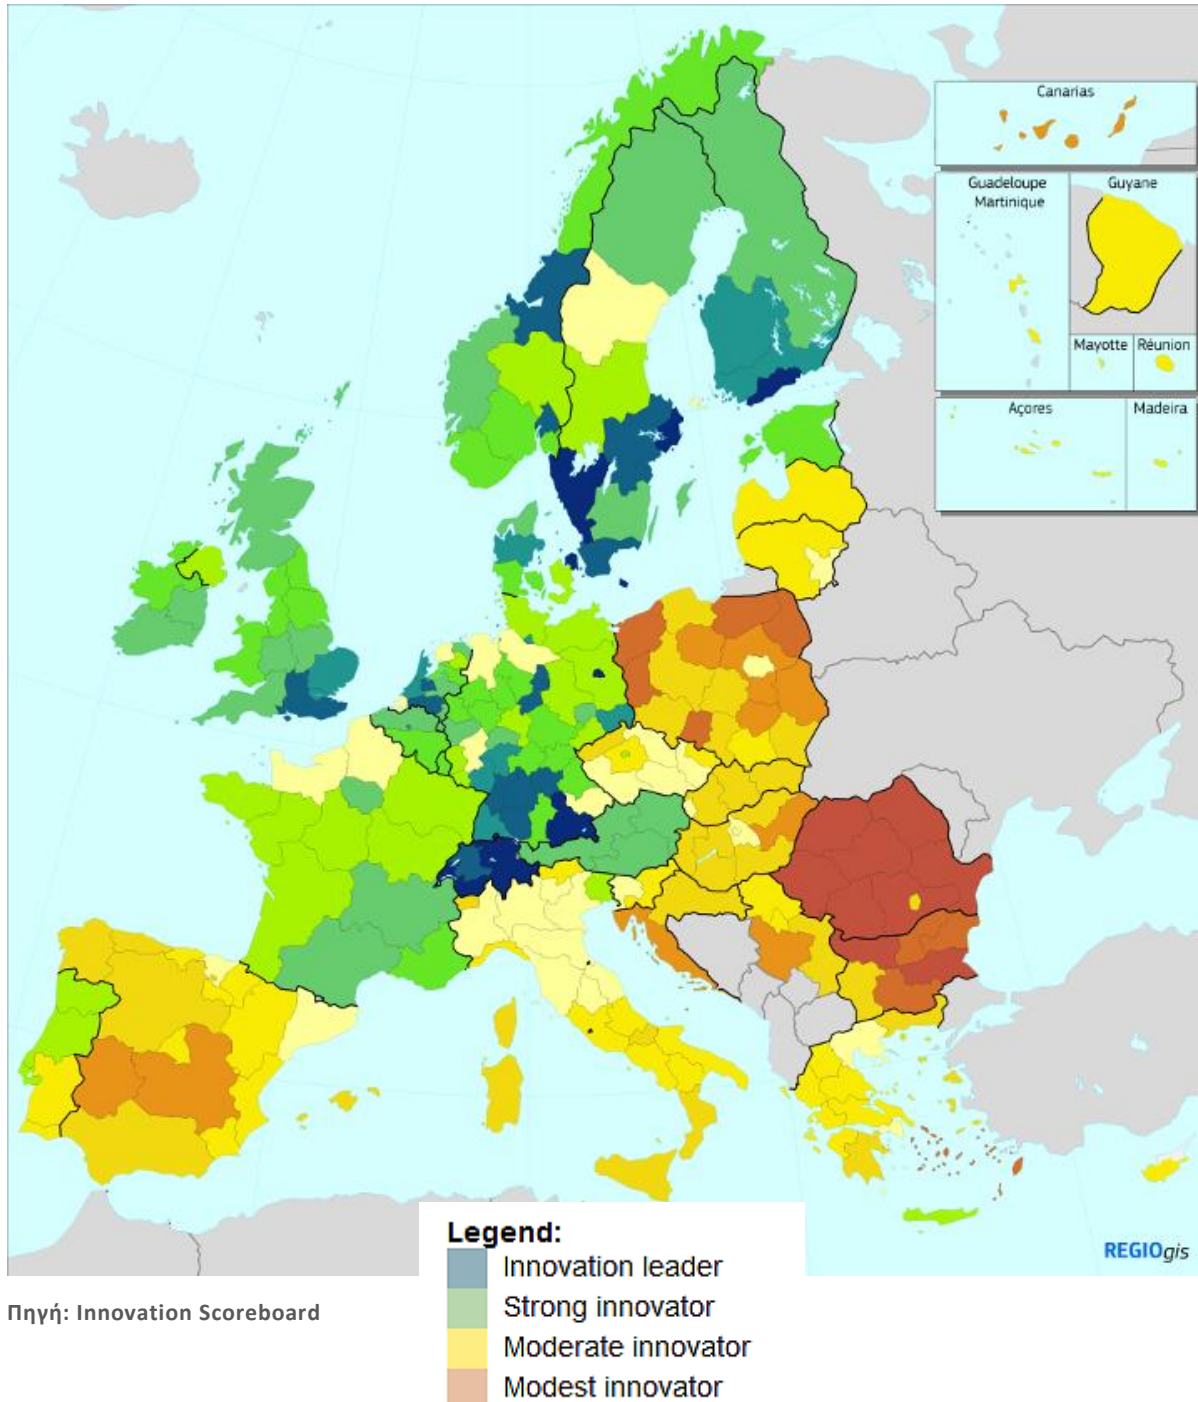 Canarias
Guadeloupe
Martinique
Guyane
Mayotte
Réunion
Açores
Madeira
REGIOgis
Legend:
Innovation leader
Strong innovator
Moderate innovator
Modest innovator
Πηγή: Innovation Scoreboard